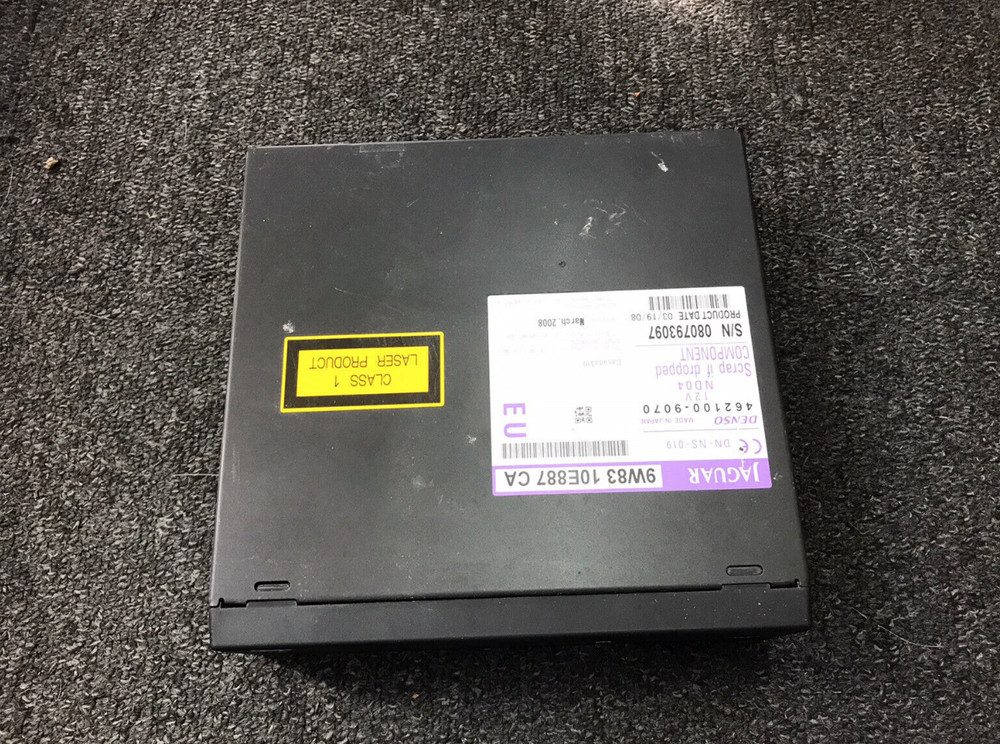 JAGUAR 9W83 10E887 CA
DN-NS-019
DENSO MADE IN JAPAN
462100-9070
12V
ND04
EU
Scrap if dropped
COMPONENT
S/N 080793097
PRODUCT DATE 03/19/08
March,2008
CLASS 1
LASER PRODUCT